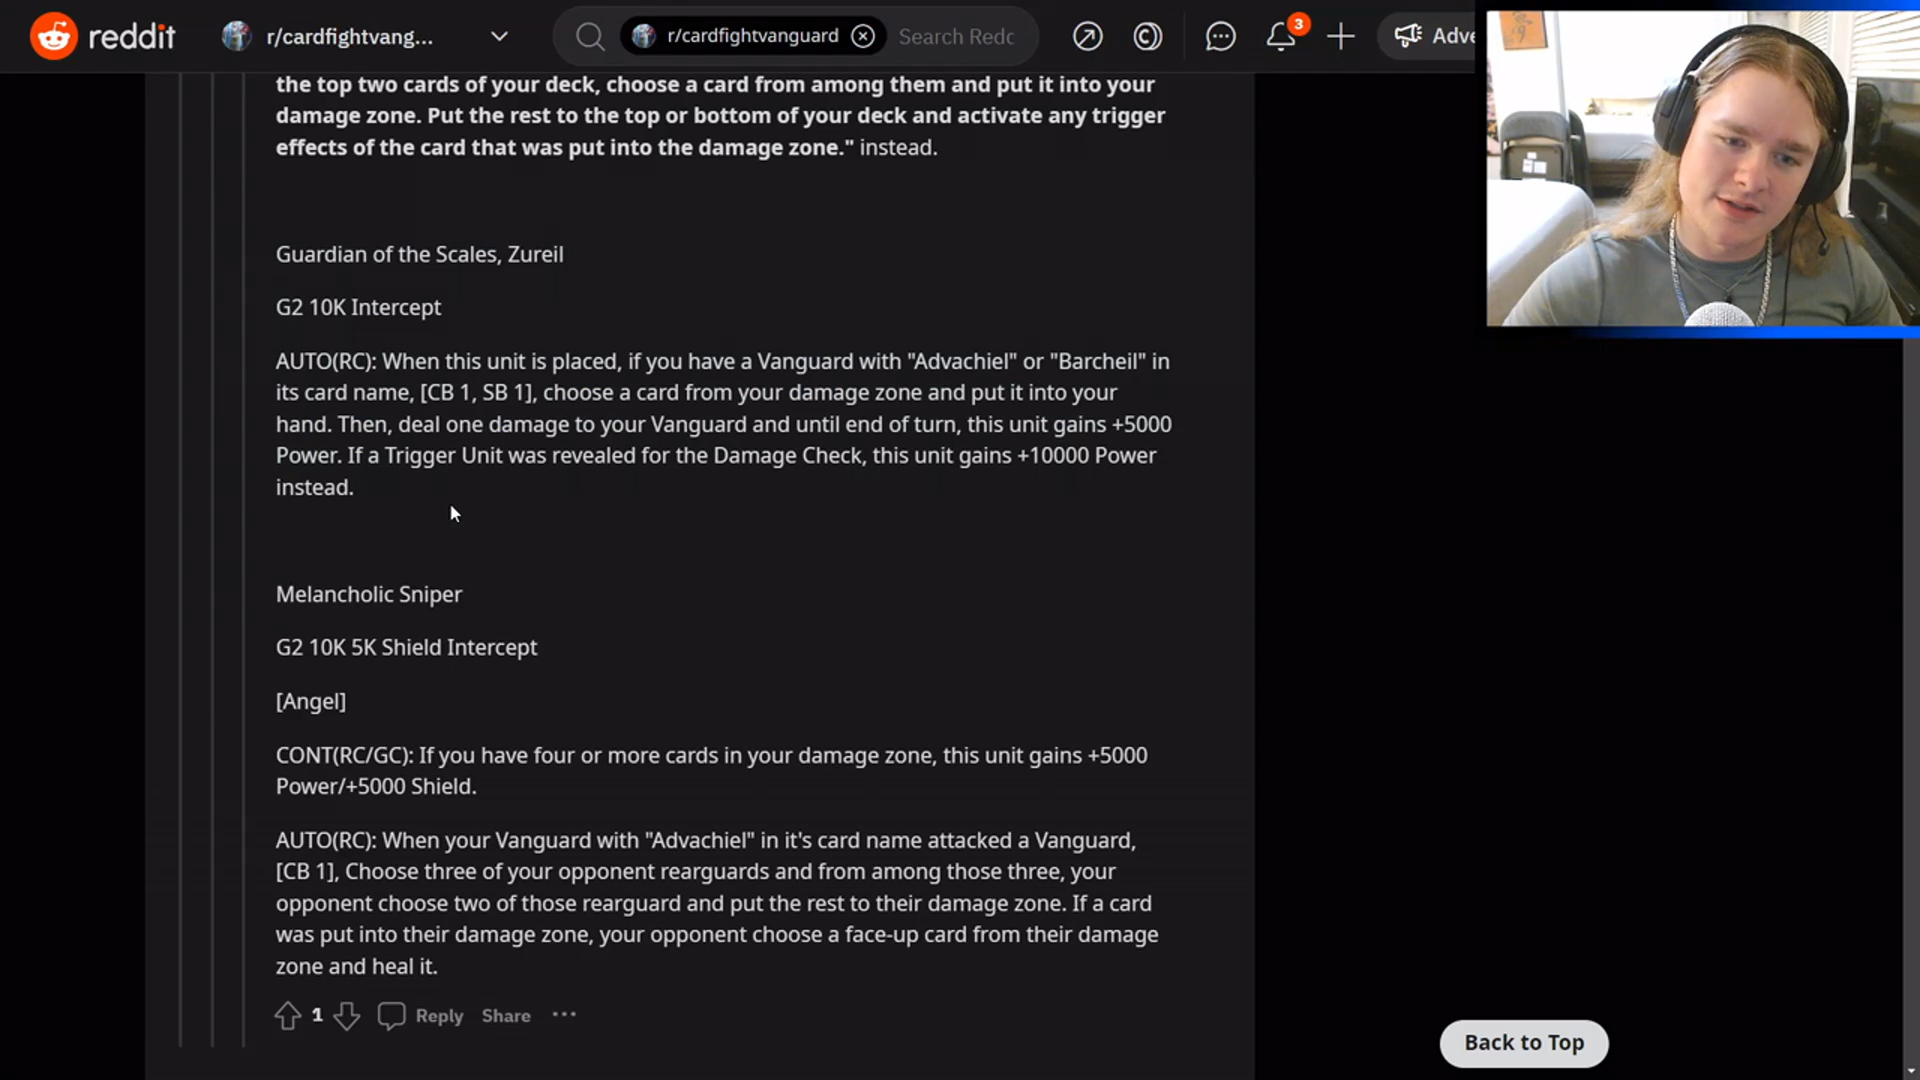 reddit
r/cardfightvang...
r/cardfightvanguard
Search Redc
3
Adve
the top two cards of your deck, choose a card from among them and put it into your
damage zone. Put the rest to the top or bottom of your deck and activate any trigger
effects of the card that was put into the damage zone." instead.
Guardian of the Scales, Zureil
G2 10K Intercept
AUTO(RC): When this unit is placed, if you have a Vanguard with "Advachiel" or "Barcheil" in
its card name, [CB 1, SB 1], choose a card from your damage zone and put it into your
hand. Then, deal one damage to your Vanguard and until end of turn, this unit gains +5000
Power. If a Trigger Unit was revealed for the Damage Check, this unit gains +10000 Power
instead.
Melancholic Sniper
G2 10K 5K Shield Intercept
[Angel]
CONT(RC/GC): If you have four or more cards in your damage zone, this unit gains +5000
Power/+5000 Shield.
AUTO(RC): When your Vanguard with "Advachiel" in it's card name attacked a Vanguard,
[CB 1], Choose three of your opponent rearguards and from among those three, your
opponent choose two of those rearguard and put the rest to their damage zone. If a card
was put into their damage zone, your opponent choose a face-up card from their damage
zone and heal it.
1
Reply
Share
Back to Top